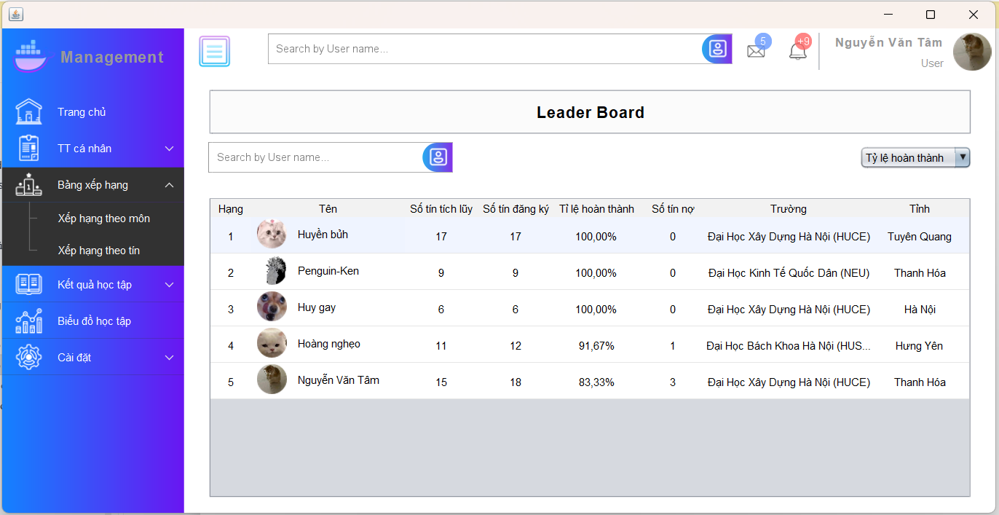 Management
Search by User name...
5
+9
Nguyễn Văn Tâm
User
Trang chủ
TT cá nhân
Bảng xếp hạng
Xếp hạng theo môn
Xếp hạng theo tín
Kết quả học tập
Biểu đồ học tập
Cài đặt
Leader Board
Search by User name...
Tỷ lệ hoàn thành
Hạng Tên Số tín tích lũy Số tín đăng ký Tỉ lệ hoàn thành Số tín nợ Trường Tỉnh
1 Huyền bủh 17 17 100,00% 0 Đại Học Xây Dựng Hà Nội (HUCE) Tuyên Quang
2 Penguin-Ken 9 9 100,00% 0 Đại Học Kinh Tế Quốc Dân (NEU) Thanh Hóa
3 Huy gay 6 6 100,00% 0 Đại Học Xây Dựng Hà Nội (HUCE) Hà Nội
4 Hoàng nghẹo 11 12 91,67% 1 Đại Học Bách Khoa Hà Nội (HUS... Hưng Yên
5 Nguyễn Văn Tâm 15 18 83,33% 3 Đại Học Xây Dựng Hà Nội (HUCE) Thanh Hóa